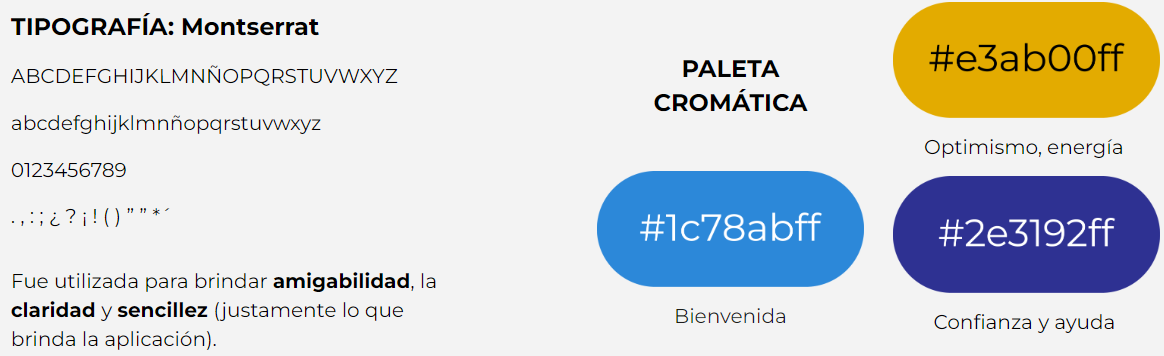 TIPOGRAFÍA: Montserrat
ABCDEFGHIJKLMNÑOPQRSTUVWXYZ
abcdefghijklmnñopqrstuvwxyz
0123456789
. , : ; ¿ ? ¡ ! ( ) ” ” * ´
Fue utilizada para brindar amigabilidad, la
claridad y sencillez (justamente lo que
brinda la aplicación).
PALETA
CROMÁTICA
#e3ab00ff
Optimismo, energía
#1c78abff
Bienvenida
#2e3192ff
Confianza y ayuda